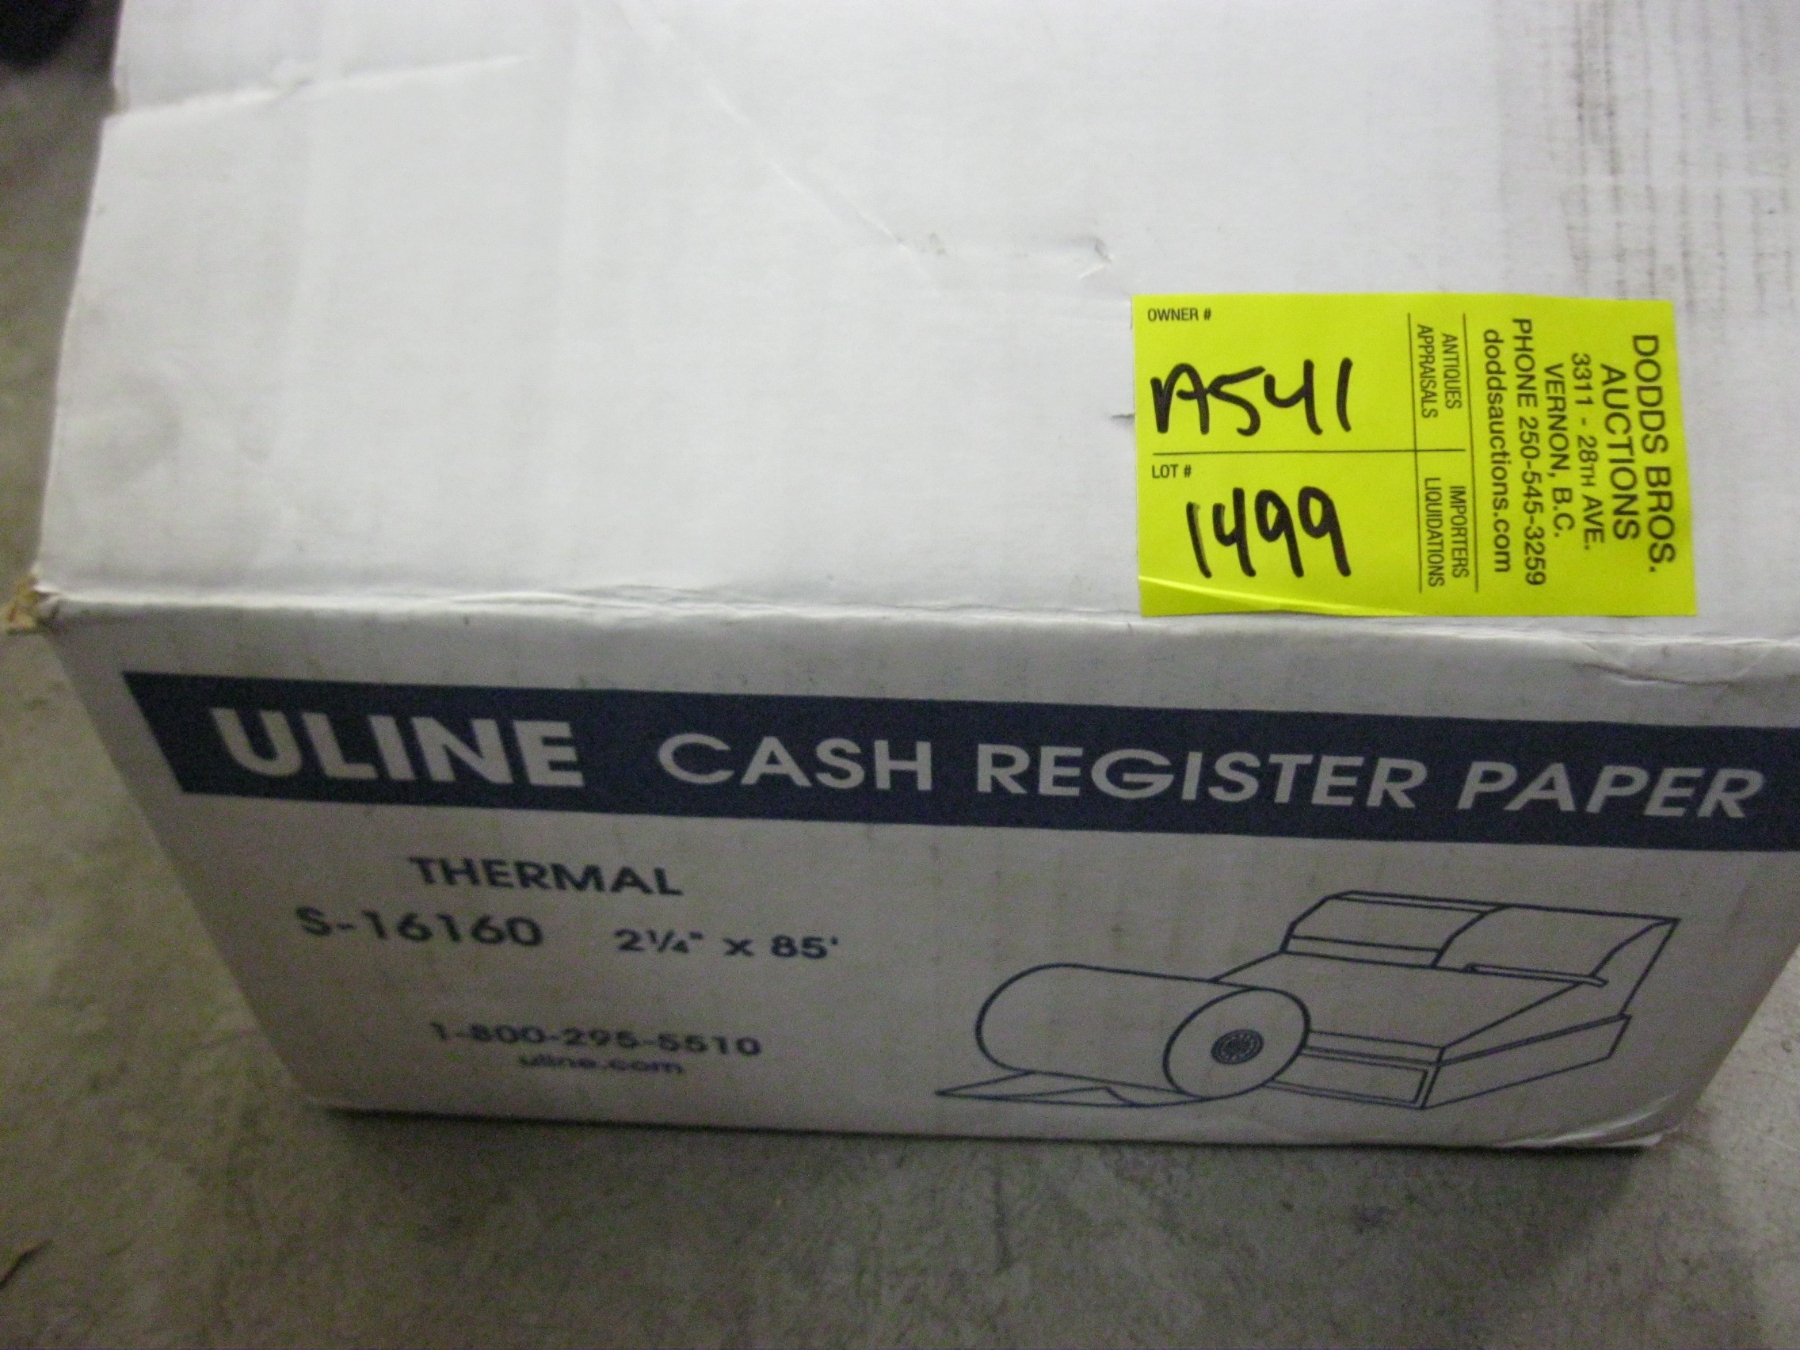 OWNER #
A541
LOT #
1499
ANTIQUES
APPRAISALS
IMPORTERS
LIQUIDATIONS
DODDS BROS.
AUCTIONS
3311 - 28TH AVE.
VERNON, B.C.
PHONE 250-545-3259
doddsauctions.com
ULINE CASH REGISTER PAPER
THERMAL
S-16160 2¼" x 85'
1-800-295-5510
uline.com